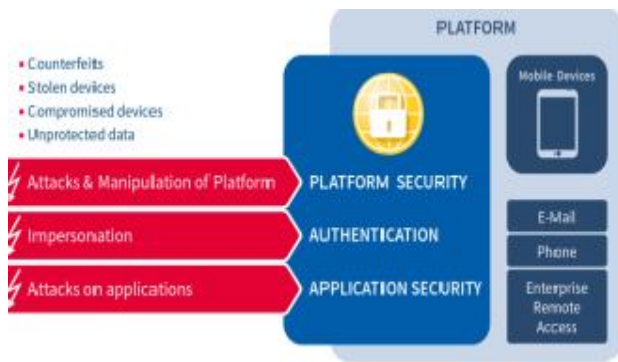 PLATFORM
• Counterfeits
• Stolen devices
• Compromised devices
• Unprotected data
Mobile Devices
Attacks & Manipulation of Platform
PLATFORM SECURITY
Impersonation
AUTHENTICATION
Attacks on applications
APPLICATION SECURITY
E-Mail
Phone
Enterprise
Remote
Access